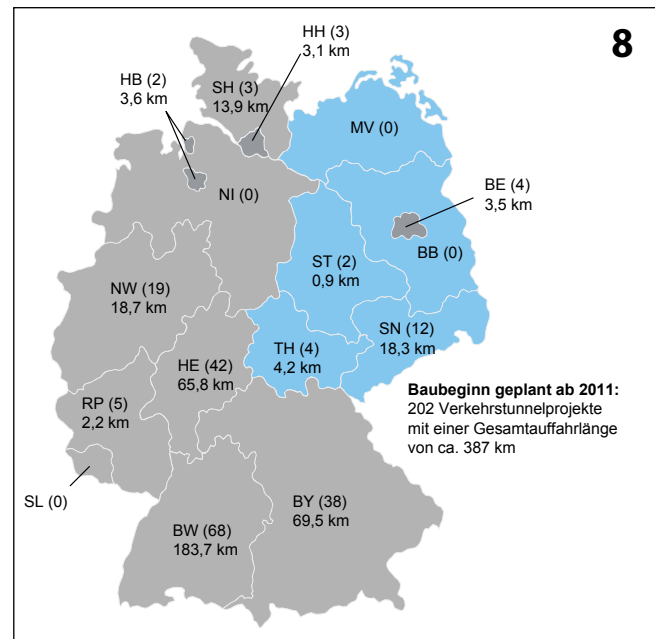 8
HH (3)
3,1 km
HB (2)
3,6 km
SH (3)
13,9 km
MV (0)
NI (0)
BE (4)
3,5 km
BB (0)
ST (2)
0,9 km
NW (19)
18,7 km
SN (12)
18,3 km
TH (4)
4,2 km
HE (42)
65,8 km
Baubeginn geplant ab 2011:
202 Verkehrstunnelprojekte
mit einer Gesamtauffahrlänge
von ca. 387 km
RP (5)
2,2 km
SL (0)
BY (38)
69,5 km
BW (68)
183,7 km